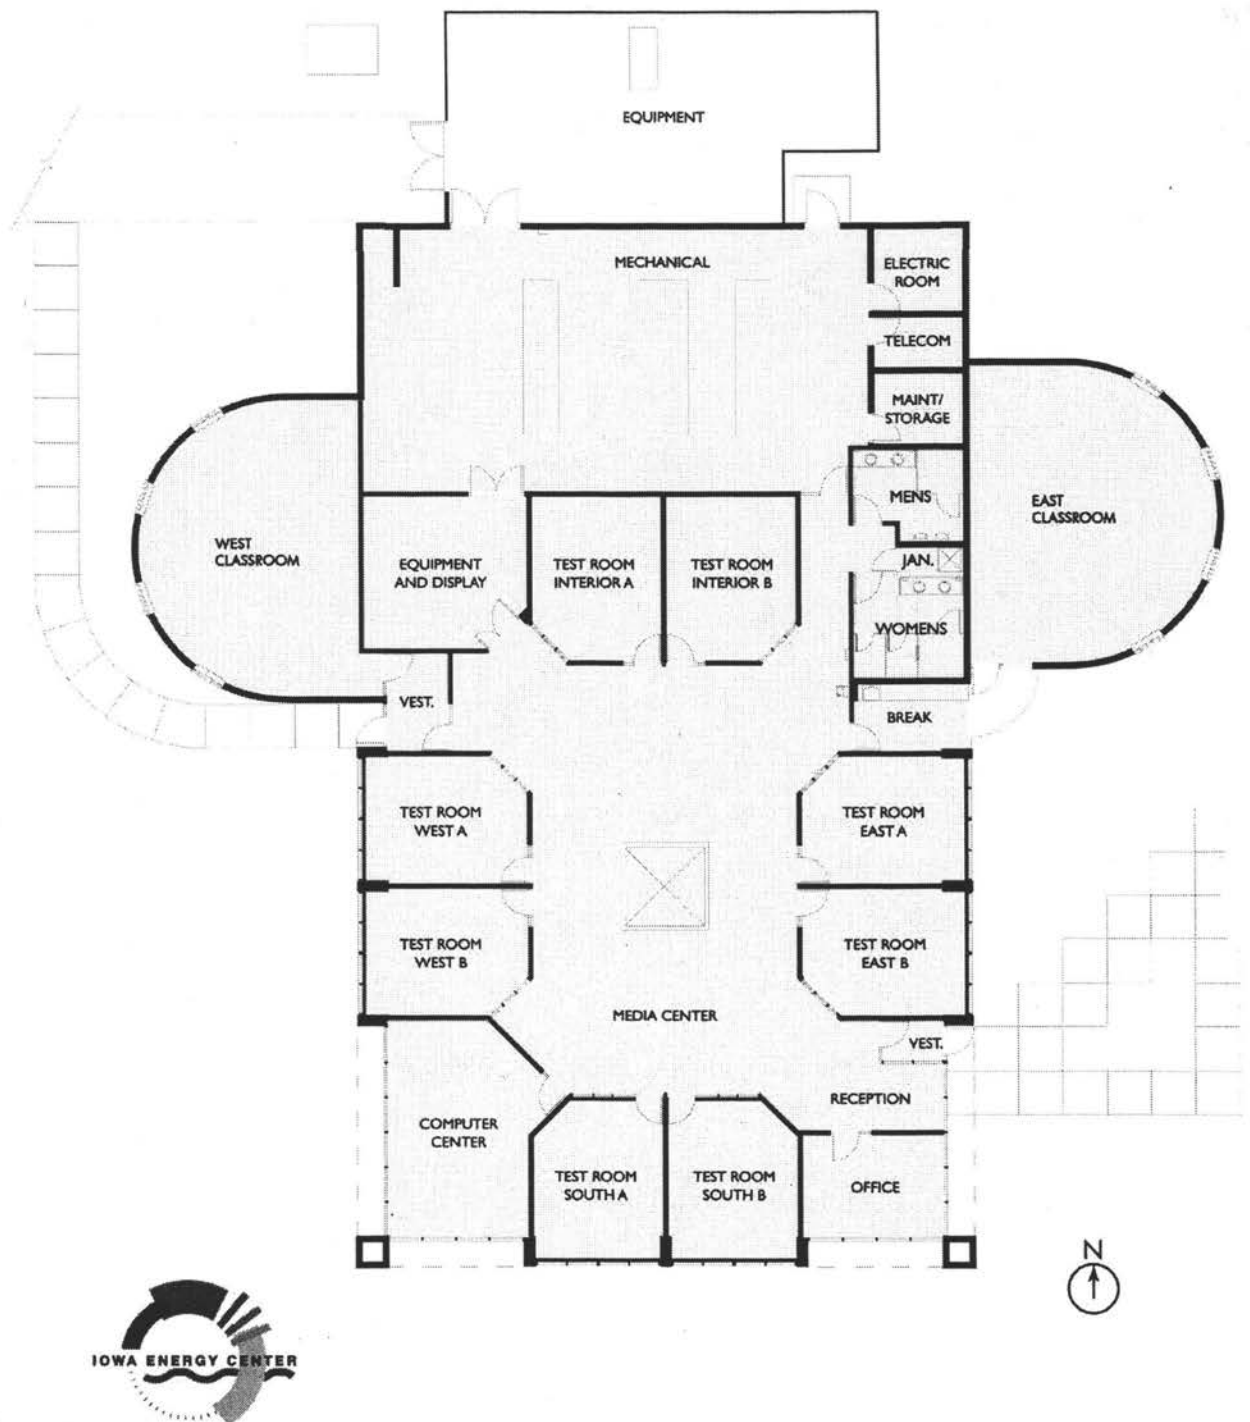 EQUIPMENT
MECHANICAL
ELECTRIC
ROOM
TELECOM
MAINT/
STORAGE
MENS
EAST
CLASSROOM
WEST
CLASSROOM
EQUIPMENT
AND DISPLAY
TEST ROOM
INTERIOR A
TEST ROOM
INTERIOR B
JAN.
WOMENS
VEST.
BREAK
TEST ROOM
WEST A
TEST ROOM
EAST A
TEST ROOM
WEST B
TEST ROOM
EAST B
MEDIA CENTER
VEST.
RECEPTION
COMPUTER
CENTER
TEST ROOM
SOUTH A
TEST ROOM
SOUTH B
OFFICE
N
IOWA ENERGY CENTER